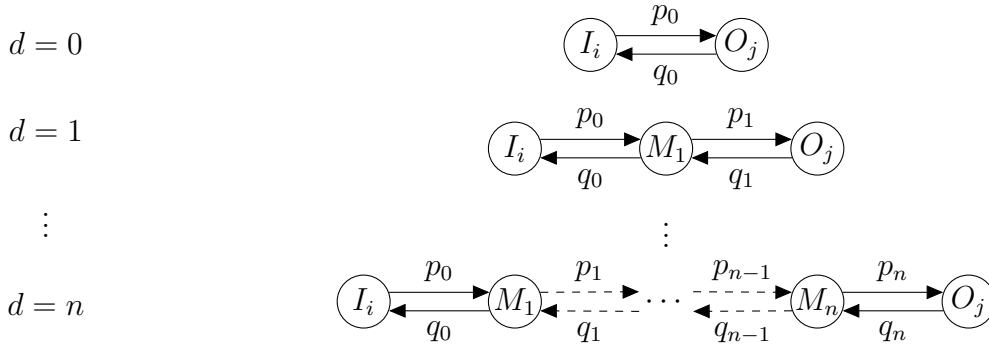 d = 0 I_i p_0 q_0 O_j
d = 1 I_i p_0 q_0 M_1 p_1 q_1 O_j
⋮ ⋮
d = n I_i p_0 q_0 M_1 p_1 q_1 ⋯ p_{n-1} q_{n-1} M_n p_n q_n O_j